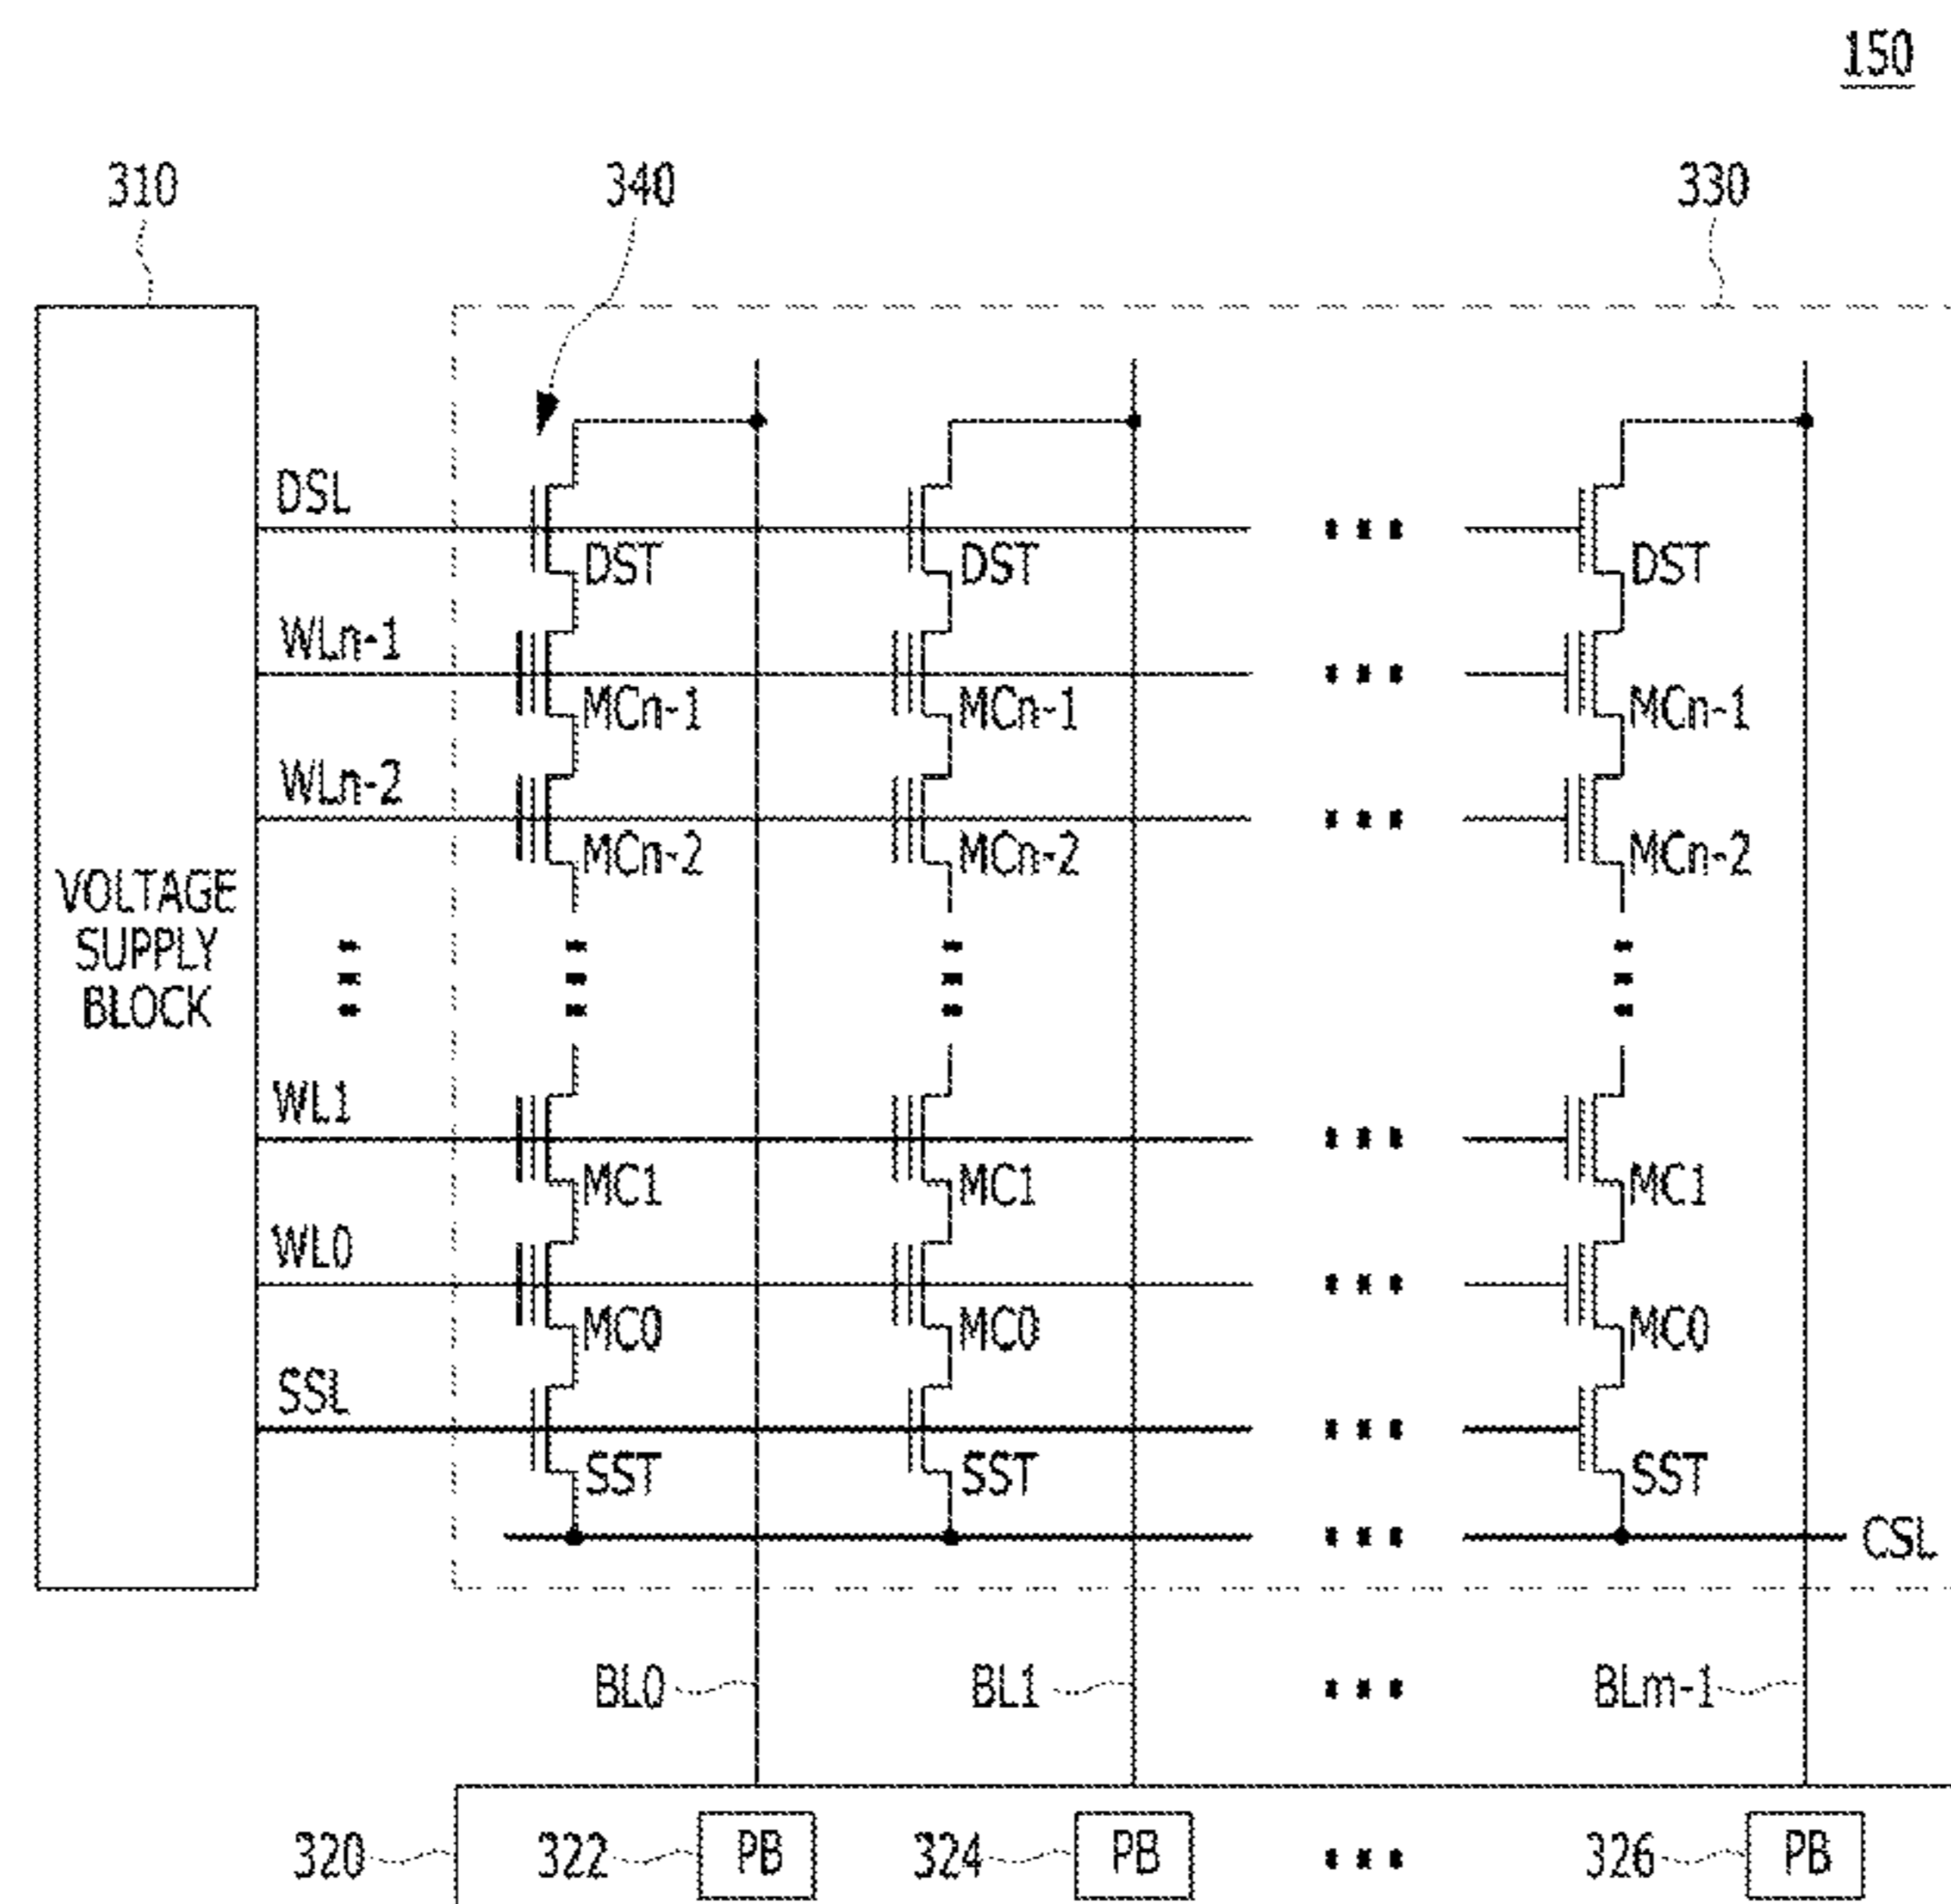 150
310 340 330
DSL
DST DST DST
WLn-1
MCn-1 MCn-1 MCn-1
WLn-2
MCn-2 MCn-2 MCn-2
VOLTAGE
SUPPLY
BLOCK
WL1
MC1 MC1 MC1
WL0
MC0 MC0 MC0
SSL
SST SST SST
CSL
BL0 BL1 BLm-1
320 322 PB 324 PB 326 PB